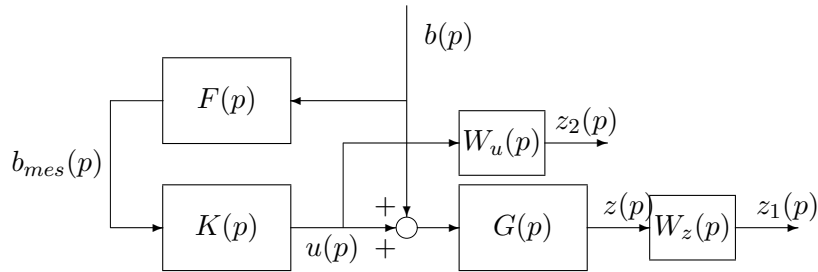 b(p)
F(p)
W_u(p)
z_2(p)
b_{mes}(p)
K(p)
u(p)
+
+
G(p)
z(p)
W_z(p)
z_1(p)